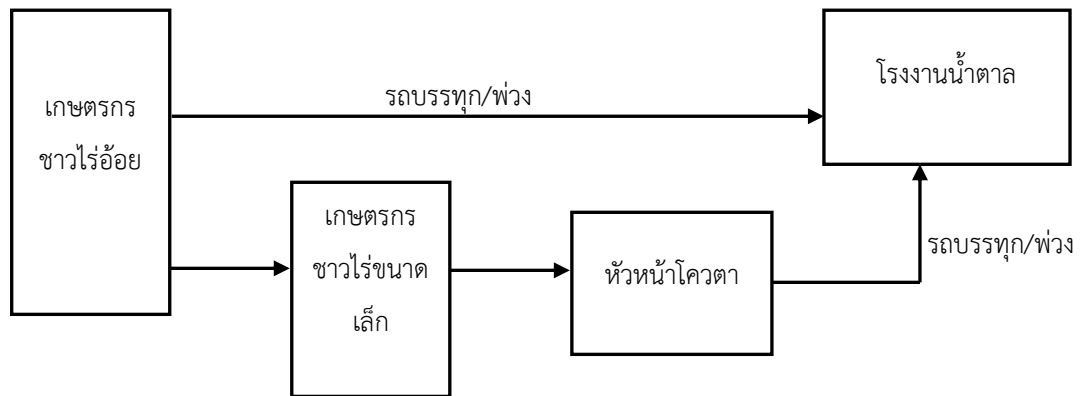 โรงงานน้ำตาล
เกษตรกร
ชาวไร่อ้อย
รถบรรทุก/พ่วง
เกษตรกร
ชาวไร่ขนาด
เล็ก
หัวหน้าโควตา
รถบรรทุก/พ่วง